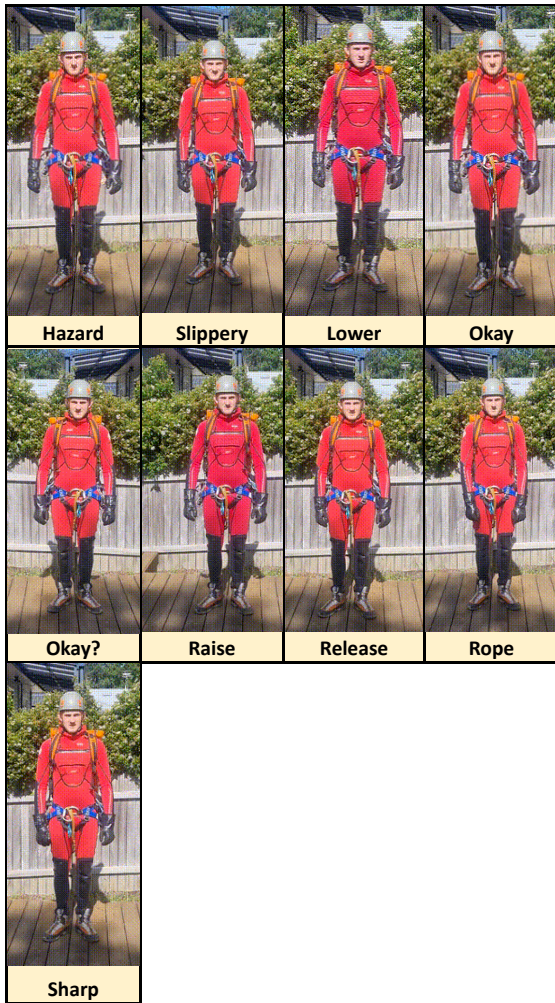 Hazard
Slippery
Lower
Okay
Okay?
Raise
Release
Rope
Sharp